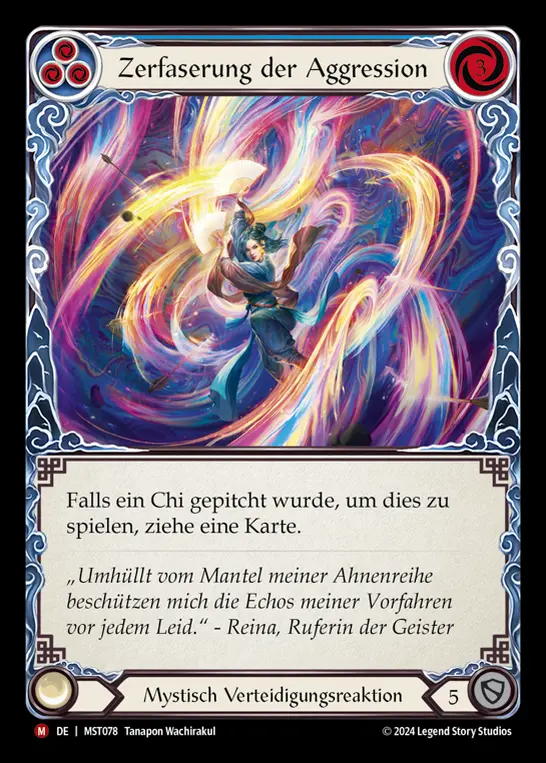 Zerfaserung der Aggression
3
Falls ein Chi gepitcht wurde, um dies zu
spielen, ziehe eine Karte.
„Umhüllt vom Mantel meiner Ahnenreihe
beschützen mich die Echos meiner Vorfahren
vor jedem Leid.“ - Reina, Ruferin der Geister
Mystisch Verteidigungsreaktion
5
M DE | MST078 Tanapon Wachirakul
© 2024 Legend Story Studios